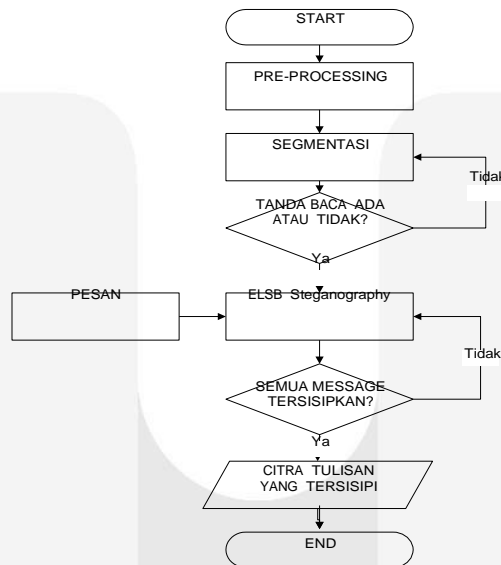 START
PRE-PROCESSING
SEGMENTASI
Tidak
TANDA BACA ADA
ATAU TIDAK?
Ya
PESAN
ELSB Steganography
Tidak
SEMUA MESSAGE
TERSISIPKAN?
Ya
CITRA TULISAN
YANG TERSISIPI
END